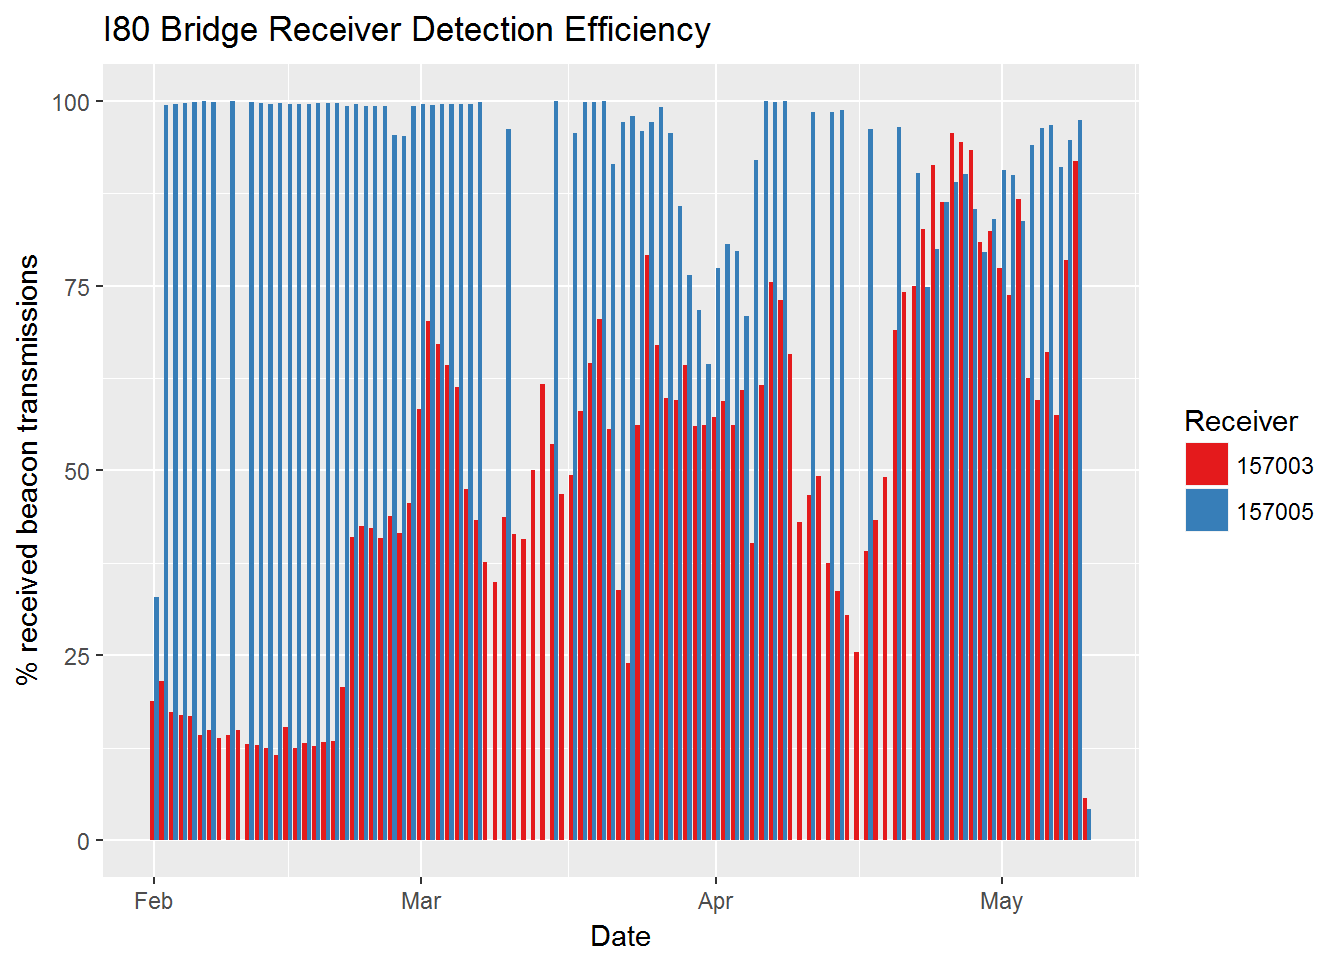 I80 Bridge Receiver Detection Efficiency
% received beacon transmissions
100
75
50
25
0
Feb
Mar
Apr
May
Date
Receiver
157003
157005